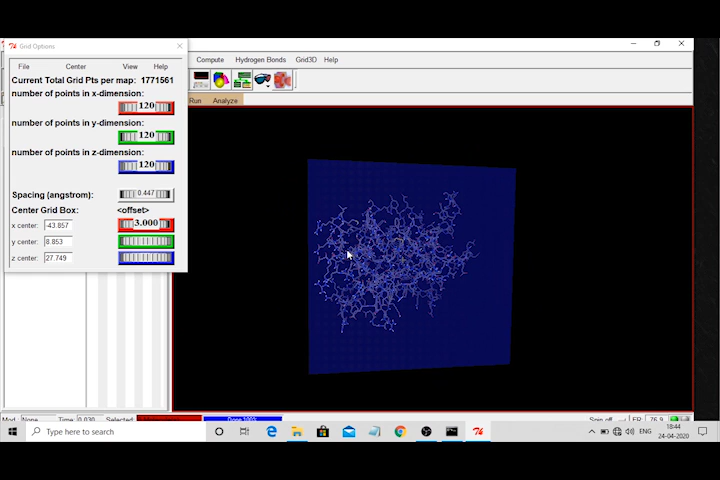 Grid Options
File Center View Help
Compute Hydrogen Bonds Grid3D Help
Current Total Grid Pts per map: 1771561
number of points in x-dimension:
120
number of points in y-dimension:
120
number of points in z-dimension:
120
Run Analyze
Spacing (angstrom): 0.447
Center Grid Box: <offset>
x center: -43.857 3.000
y center: 8.853
z center: 27.749
Mod None Time: 0.030 Selected: Done 100% Spin off FR 76.9
Type here to search
ENG
18:44
24-04-2020